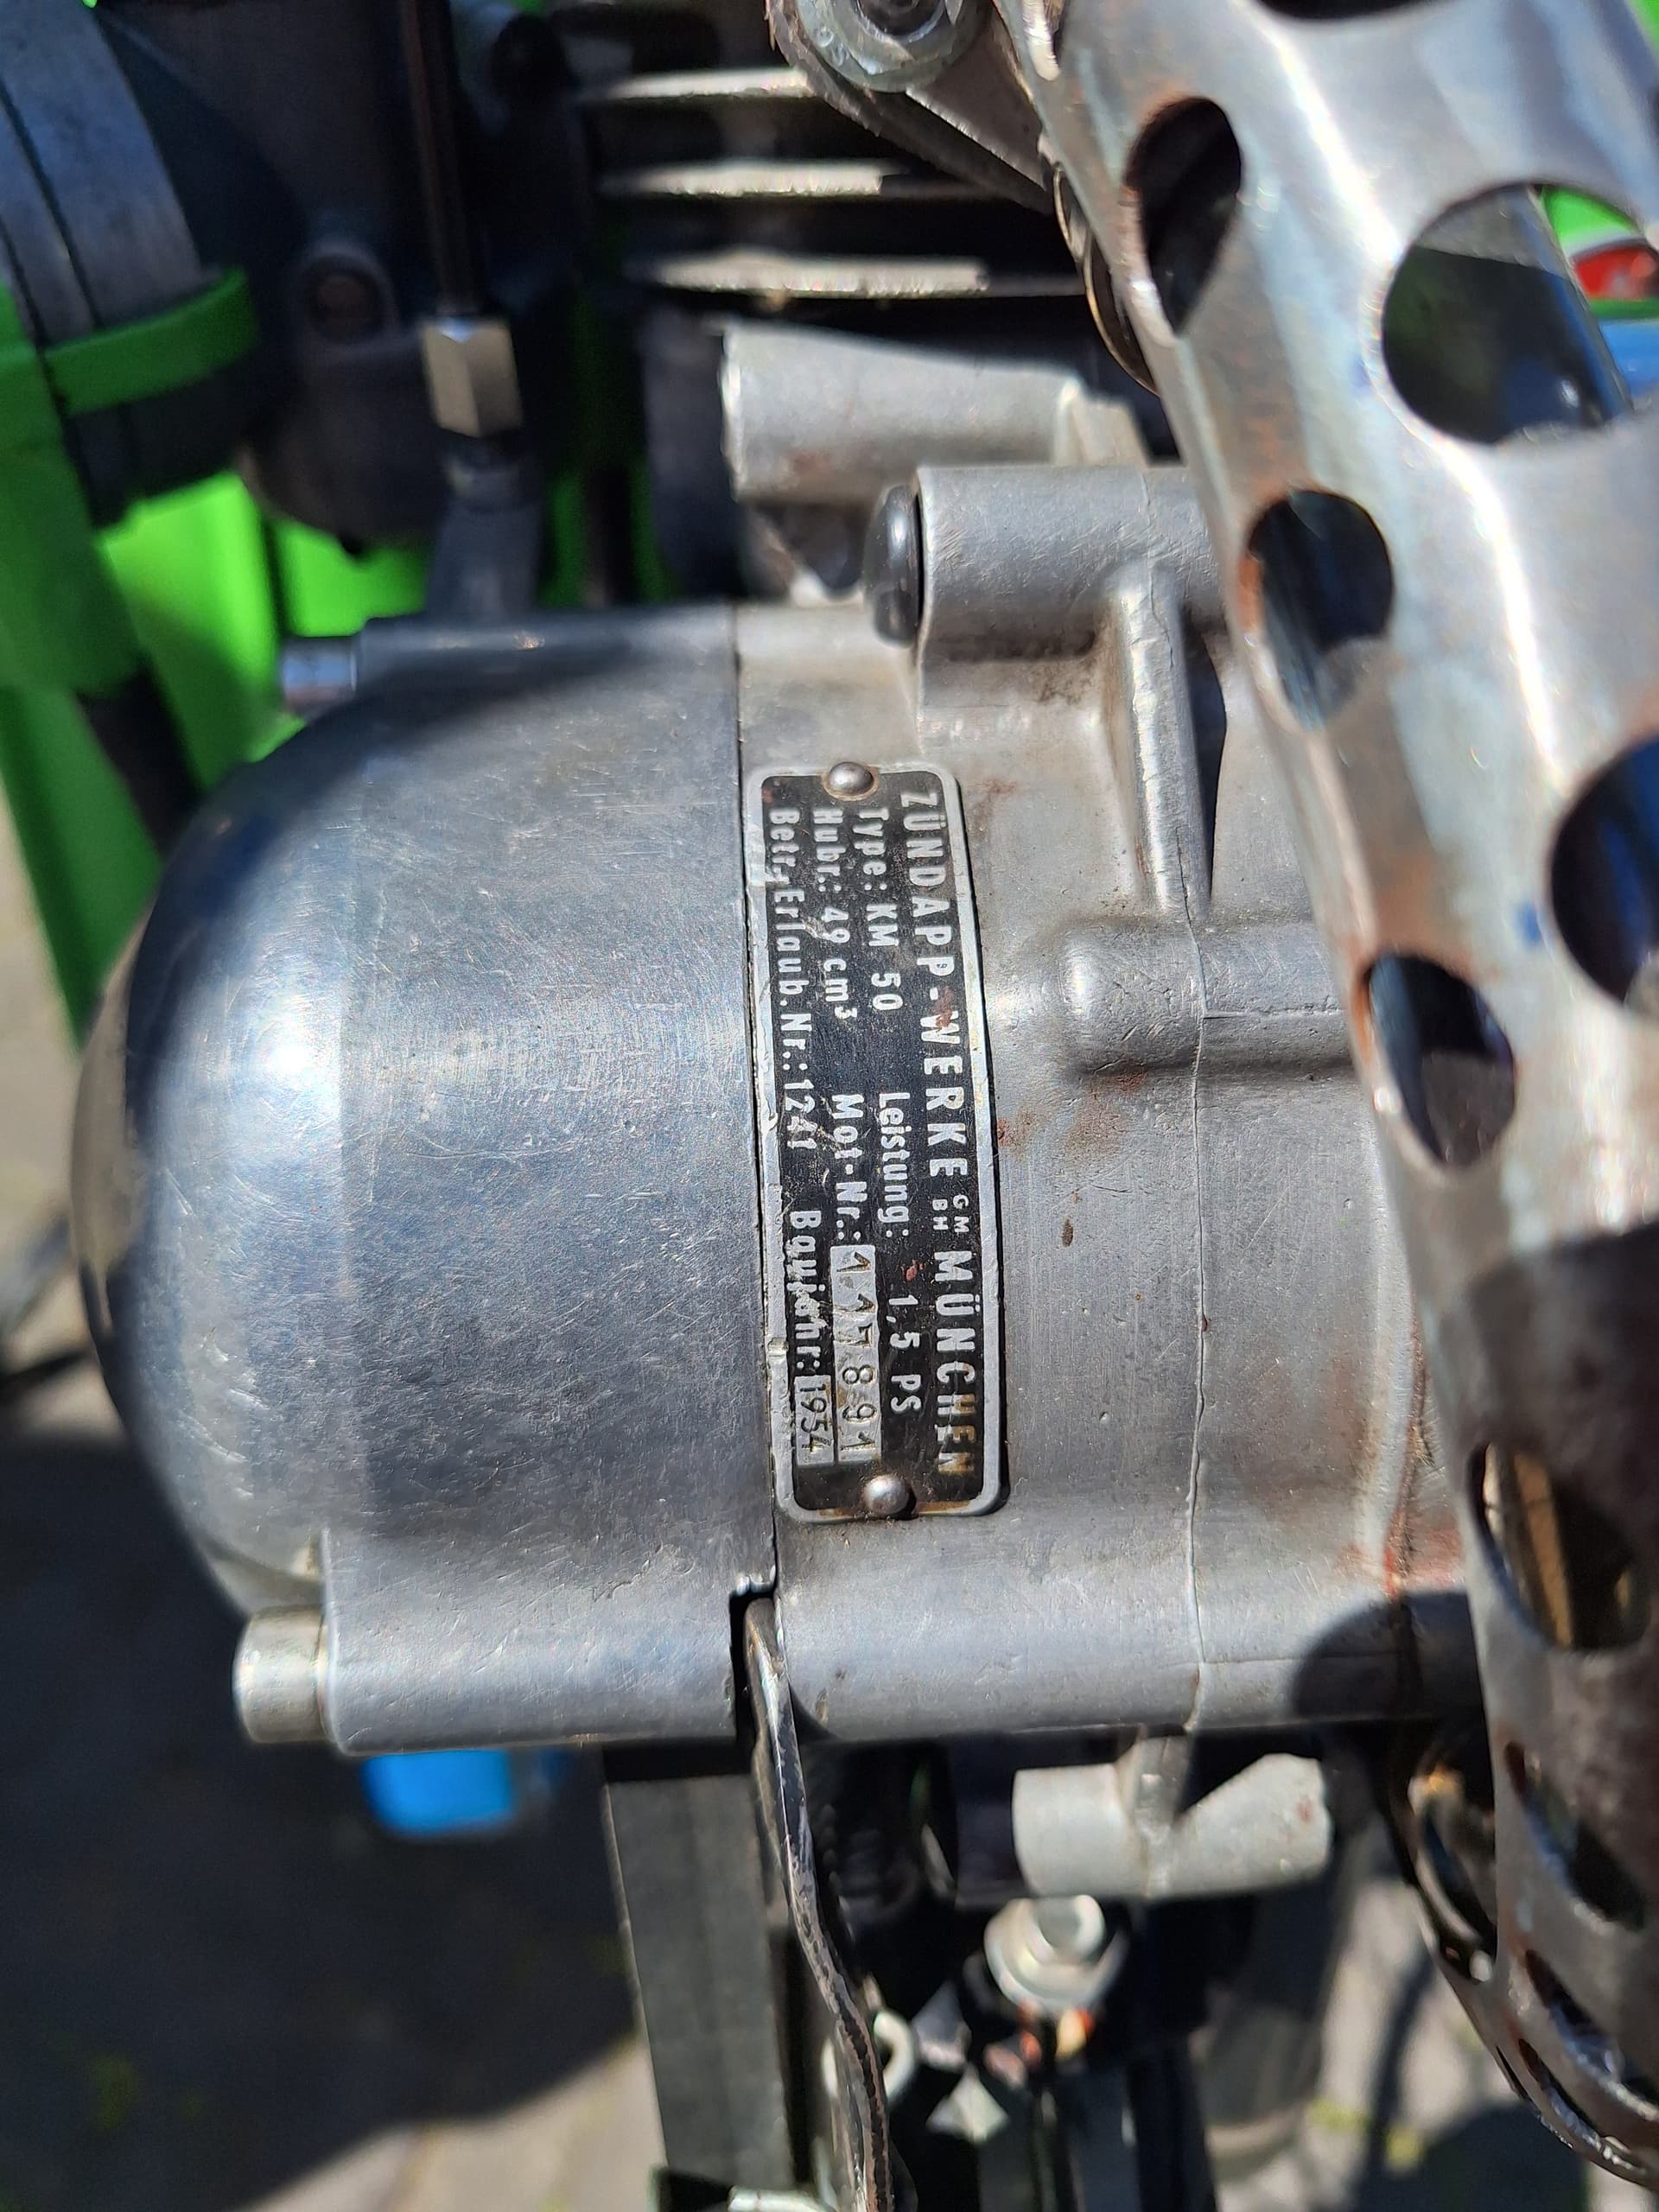 ZÜNDAPP-WERKE GMBH MÜNCHEN
Type: KM 50 Leistung: 1,5 PS
Hubr.: 49 cm³ Mot-Nr.: 1117891
Betr.Erlaub.Nr.: 1241 Baujahr: 1954